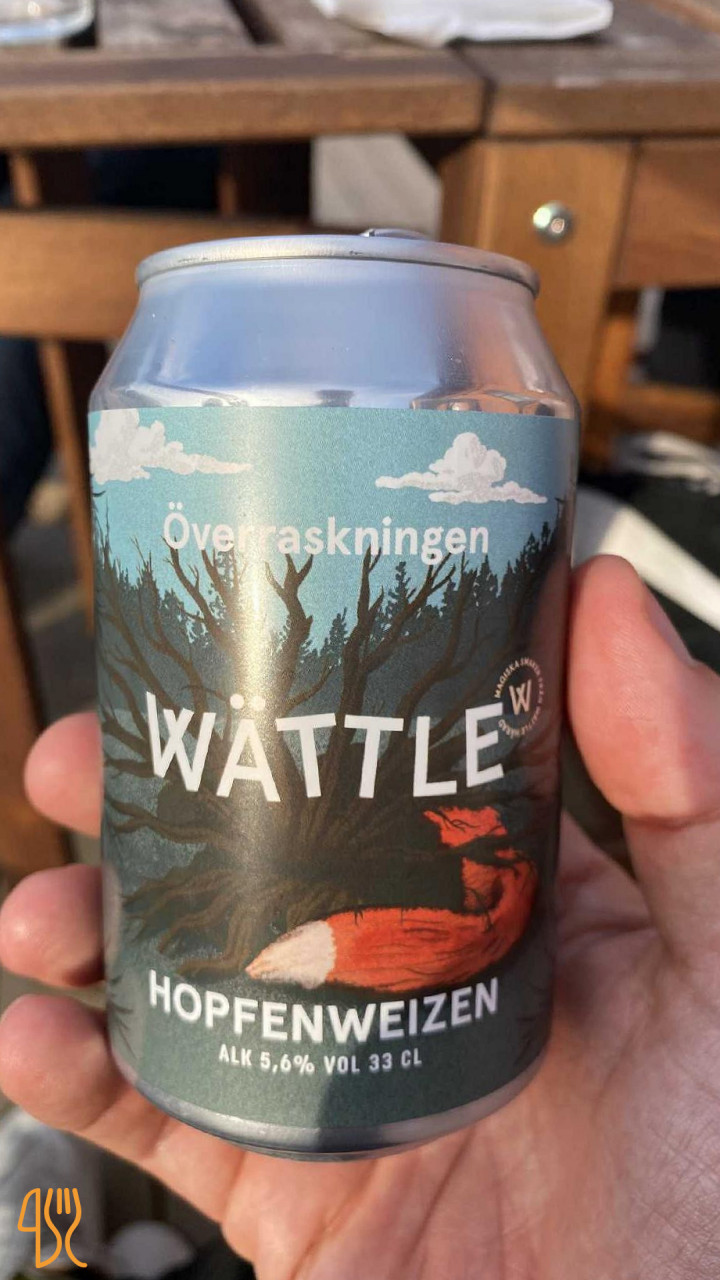 Överraskningen
WÄTTLE
W
HOPFENWEIZEN
ALK 5,6% VOL 33 CL